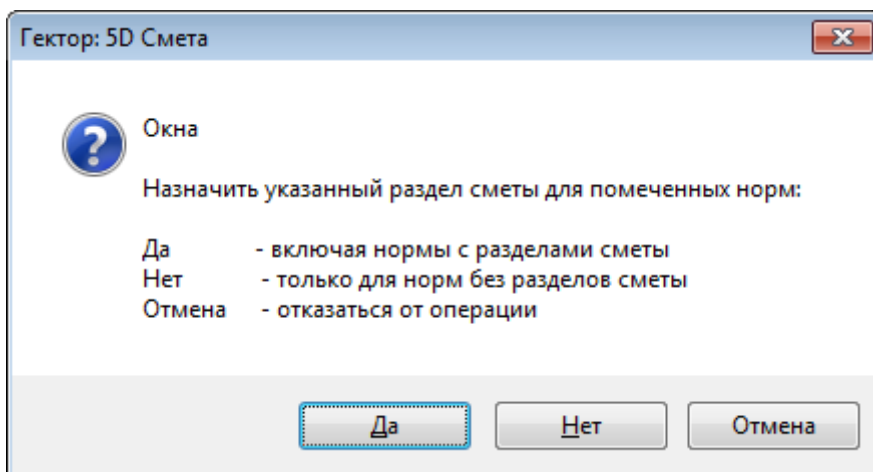 Гектор: 5D Смета
Окна
Назначить указанный раздел сметы для помеченных норм:
Да - включая нормы с разделами сметы
Нет - только для норм без разделов сметы
Отмена - отказаться от операции
Да Нет Отмена